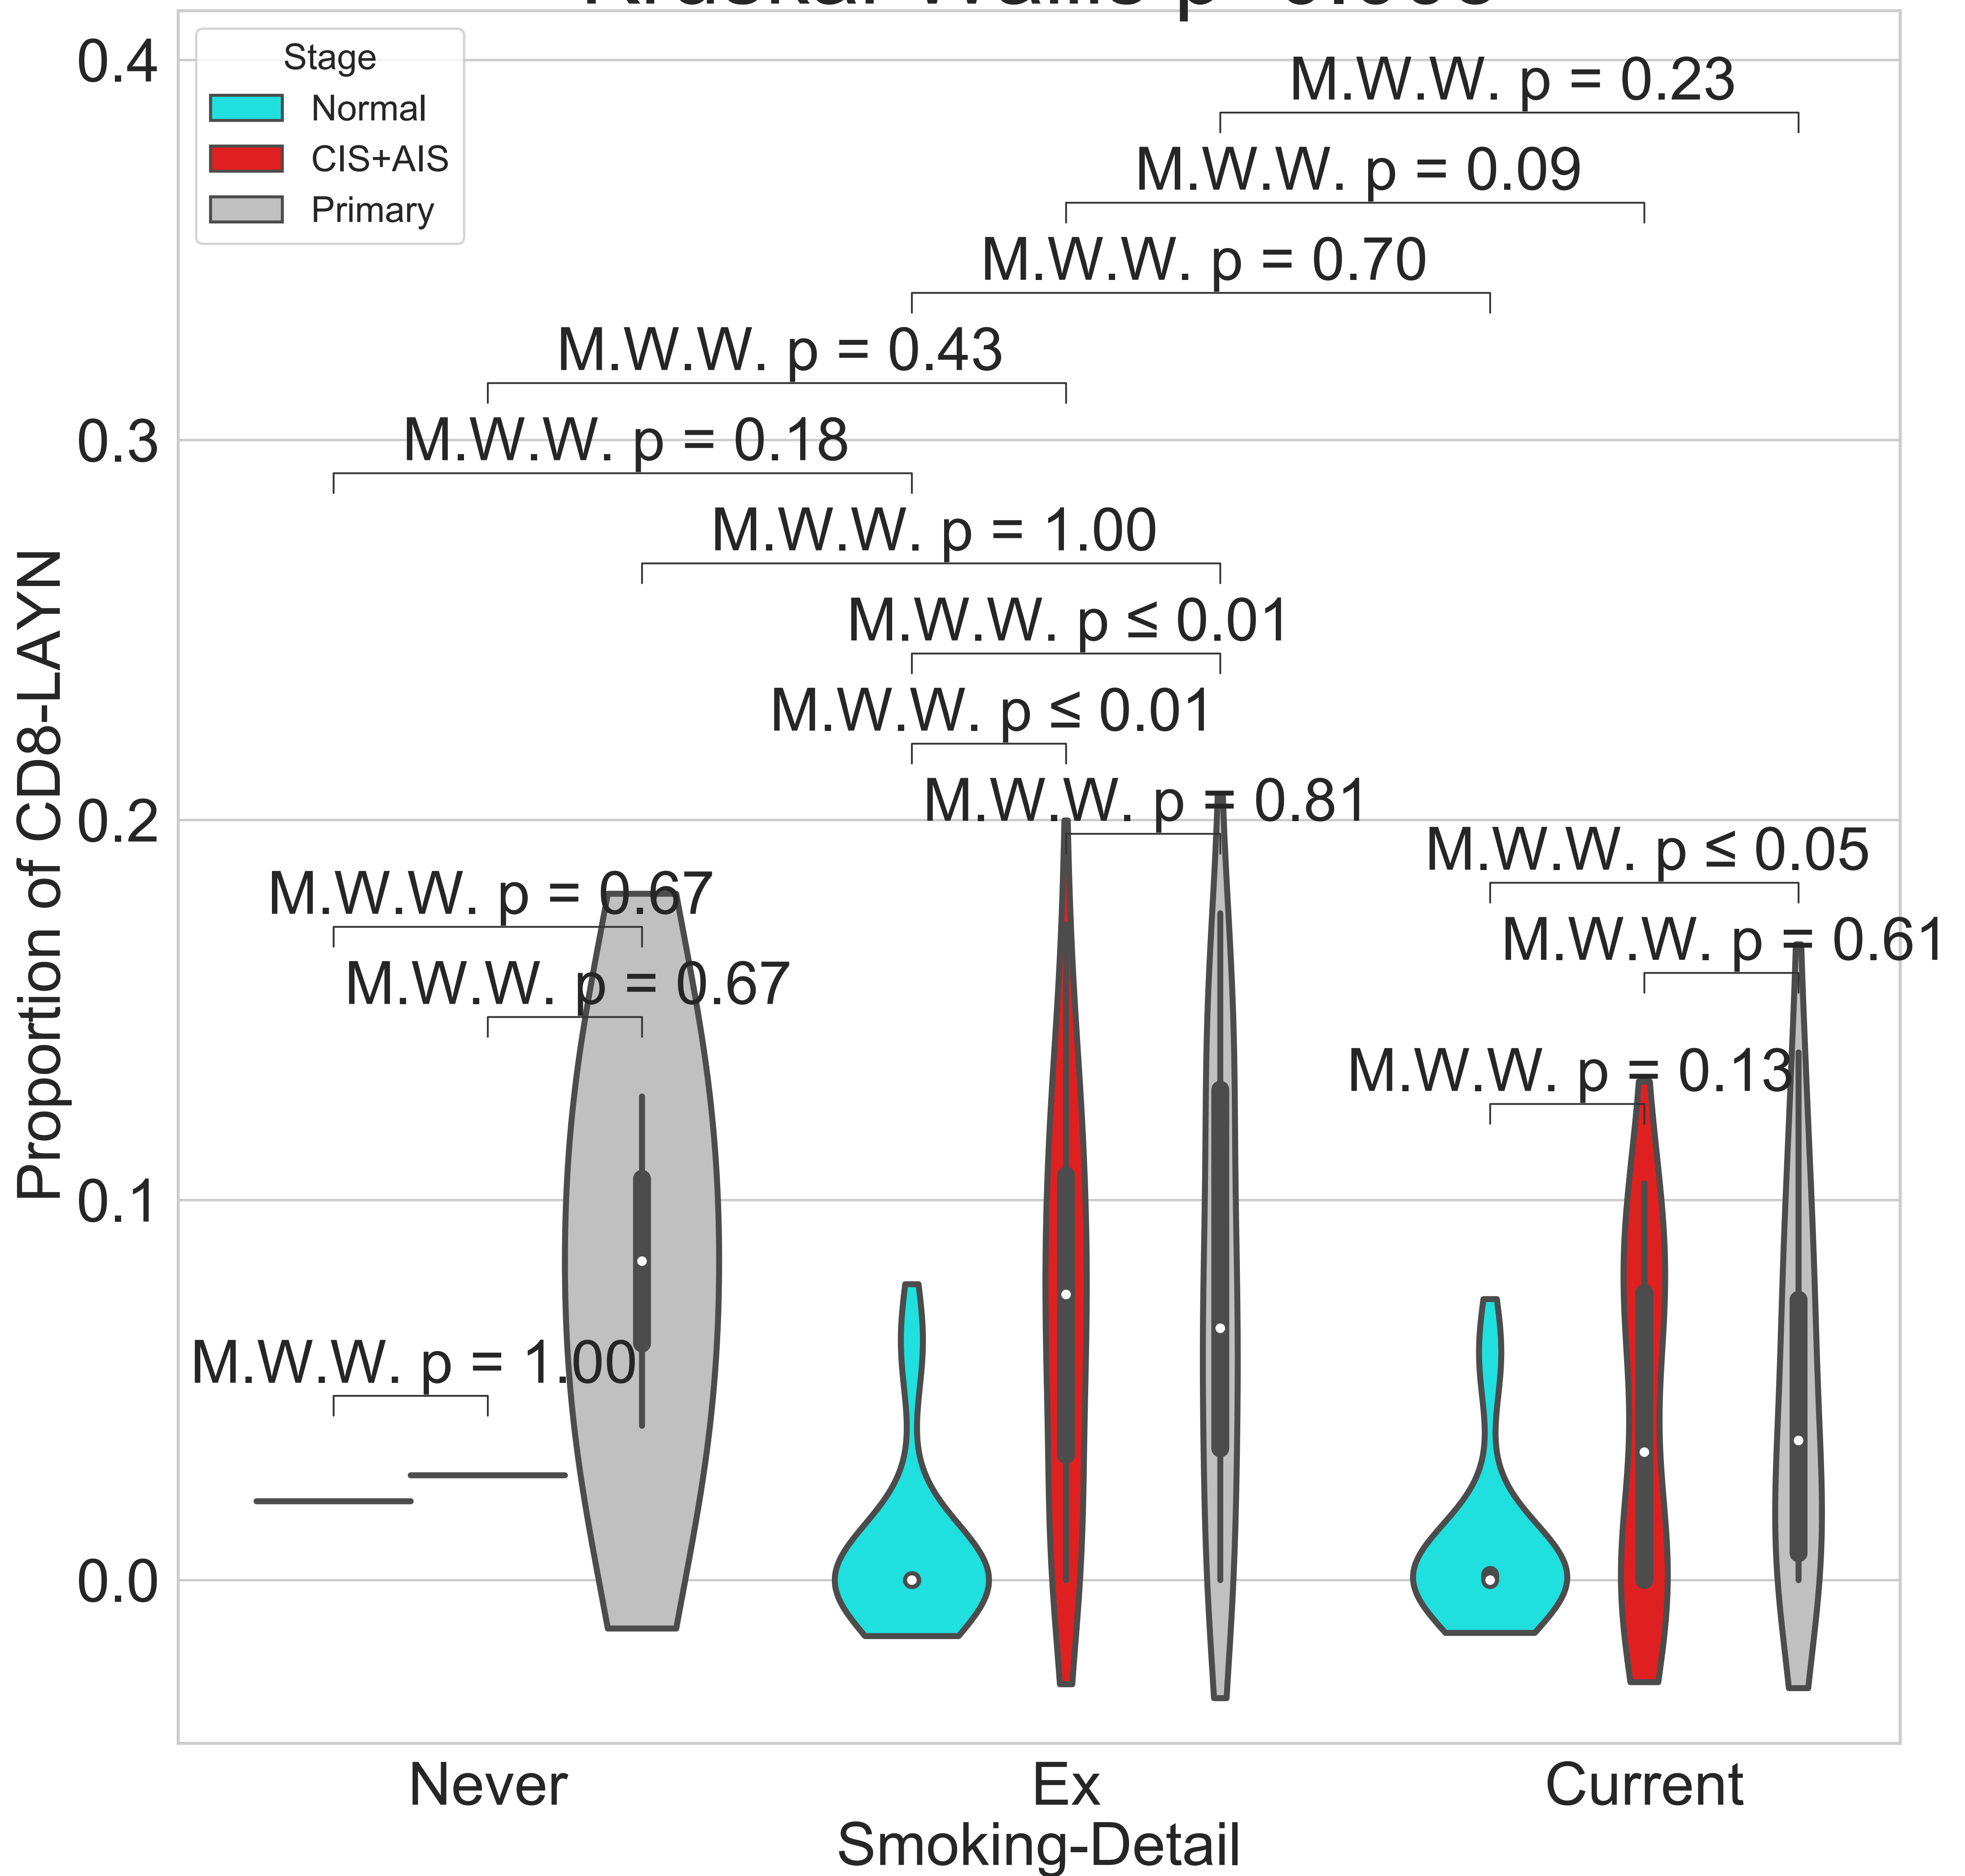 0.4
0.3
0.2
0.1
0.0
Proportion of CD8-LAYN
Stage
Normal
CIS+AIS
Primary
M.W.W. p = 0.23
M.W.W. p = 0.09
M.W.W. p = 0.70
M.W.W. p = 0.43
M.W.W. p = 0.18
M.W.W. p = 1.00
M.W.W. p ≤ 0.01
M.W.W. p ≤ 0.01
M.W.W. p = 0.81
M.W.W. p ≤ 0.05
M.W.W. p = 0.67
M.W.W. p = 0.61
M.W.W. p = 0.67
M.W.W. p = 0.13
M.W.W. p = 1.00
Never
Ex
Current
Smoking-Detail